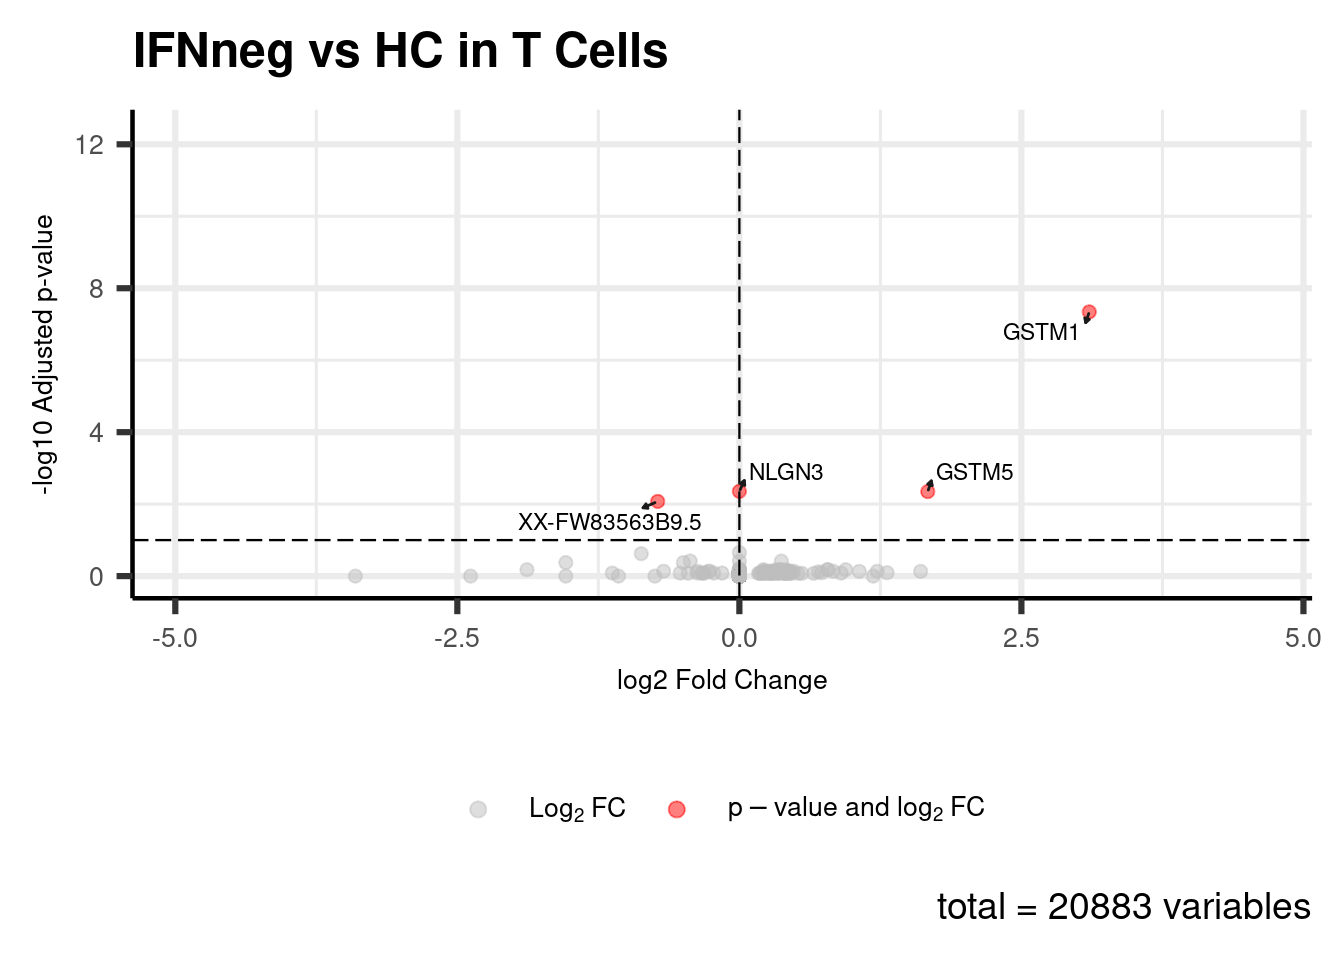 IFNneg vs HC in T Cells
12
8
4
0
-log10 Adjusted p-value
GSTM1
NLGN3
GSTM5
XX-FW83563B9.5
-5.0
-2.5
0.0
2.5
5.0
log2 Fold Change
Log₂ FC
p − value and log₂ FC
total = 20883 variables